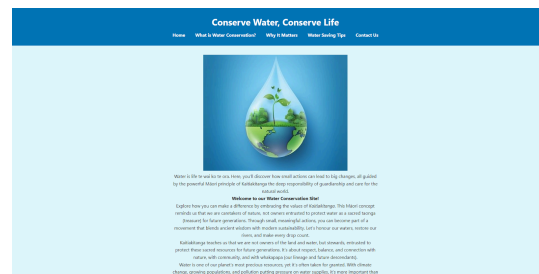 Conserve Water, Conserve Life
Home What is Water Conservation? Why It Matters Water Saving Tips Contact Us
Water is life te wai ko te ora. Here, you'll discover how small actions can lead to big changes, all guided
by the powerful Māori principle of Kaitiakitanga the deep responsibility of guardianship and care for the
natural world.
Welcome to our Water Conservation Site!
Explore how you can make a difference by embracing the values of Kaitiakitanga. This Māori concept
reminds us that we are caretakers of nature, not owners entrusted to protect water as a sacred taonga
(treasure) for future generations. Through small, meaningful actions, you can become part of a
movement that blends ancient wisdom with modern sustainability. Let's honour our waters, restore our
rivers, and make every drop count.
Kaitiakitanga teaches us that we are not owners of the land and water, but stewards, entrusted to
protect these sacred resources for future generations. It's about respect, balance, and connection with
nature, with community, and with whakapapa (our lineage and future descendants).
Water is one of our planet's most precious resources, yet it's often taken for granted. With climate
change, growing populations, and pollution putting pressure on water supplies, it's more important than